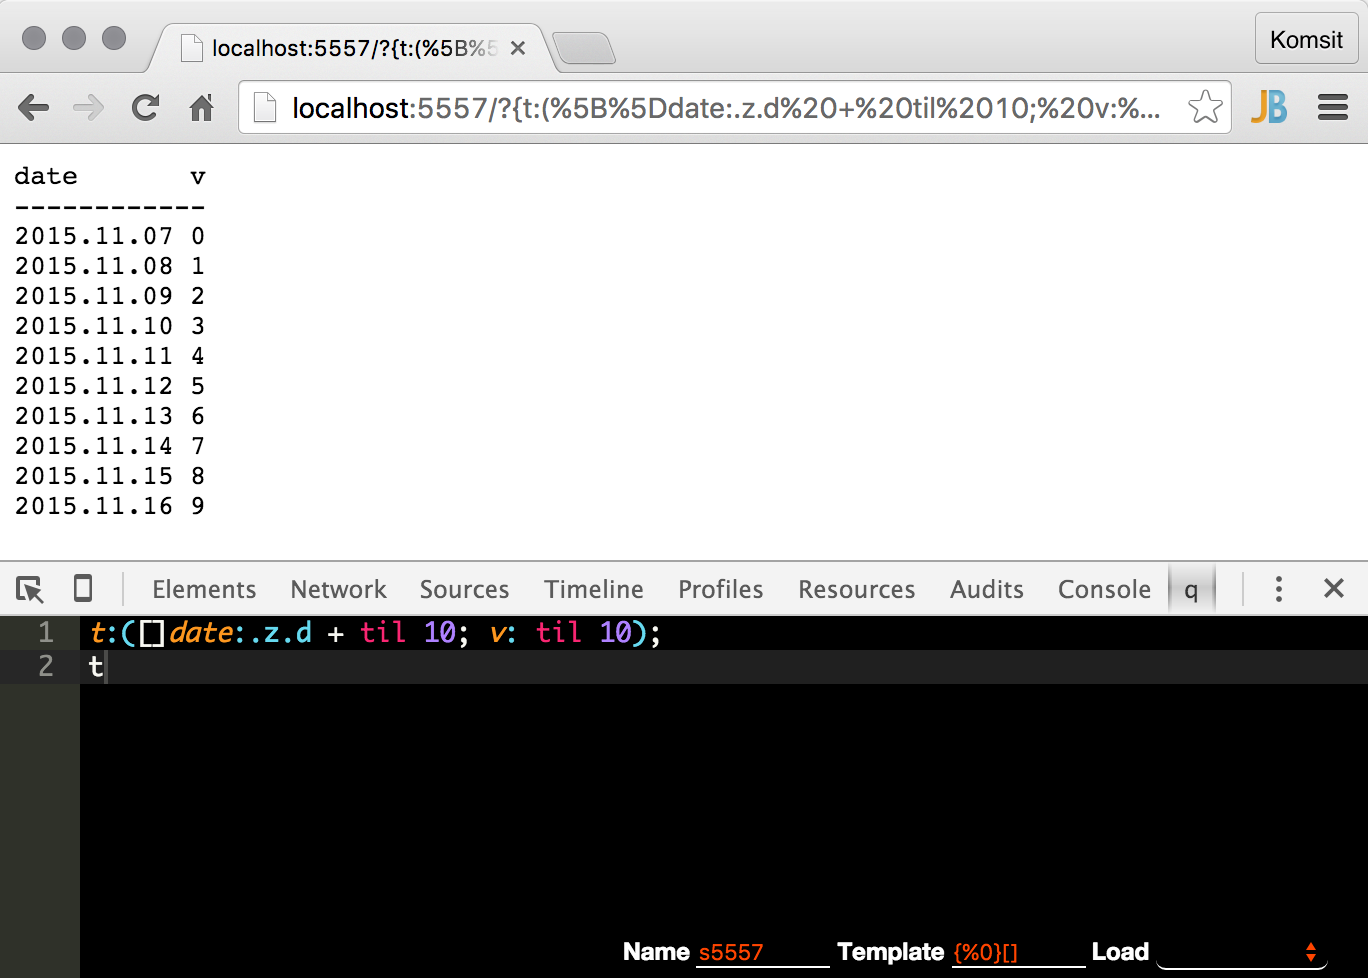 localhost:5557/?{t:(%5B%5
Komsit
localhost:5557/?{t:(%5B%5Ddate:.z.d%20+%20til%2010;%20v:%...
JB
date v
------------
2015.11.07 0
2015.11.08 1
2015.11.09 2
2015.11.10 3
2015.11.11 4
2015.11.12 5
2015.11.13 6
2015.11.14 7
2015.11.15 8
2015.11.16 9
Elements Network Sources Timeline Profiles Resources Audits Console q
1 t:([]date:.z.d + til 10; v: til 10);
2 t
Name s5557 Template {%0}[] Load